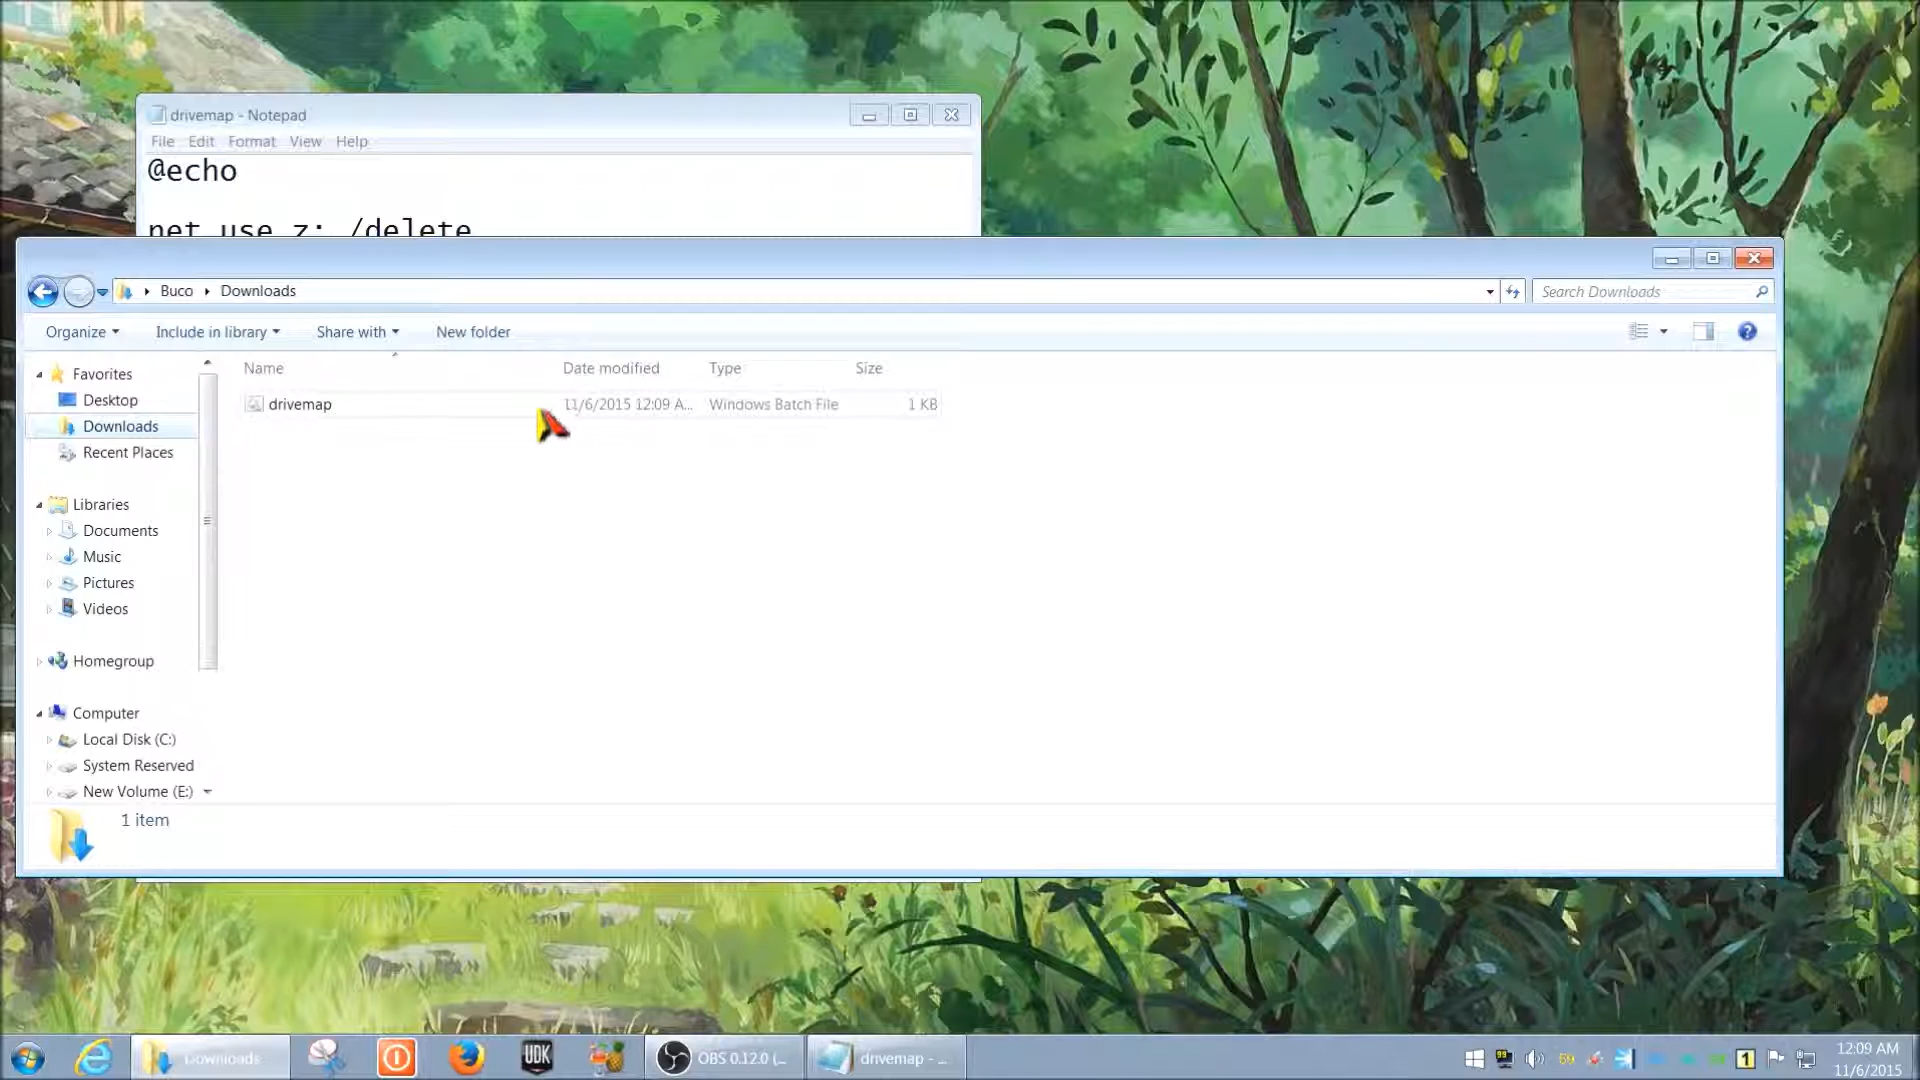 drivemap - Notepad
File Edit Format View Help
@echo
net use z: /delete
Buco Downloads
Search Downloads
Organize Include in library Share with New folder
Name Date modified Type Size
drivemap 11/6/2015 12:09 A... Windows Batch File 1 KB
Favorites
Desktop
Downloads
Recent Places
Libraries
Documents
Music
Pictures
Videos
Homegroup
Computer
Local Disk (C:)
System Reserved
New Volume (E:)
1 item
Downloads
UDK
OBS 0.12.0 (...
drivemap - ...
1
12:09 AM
11/6/2015